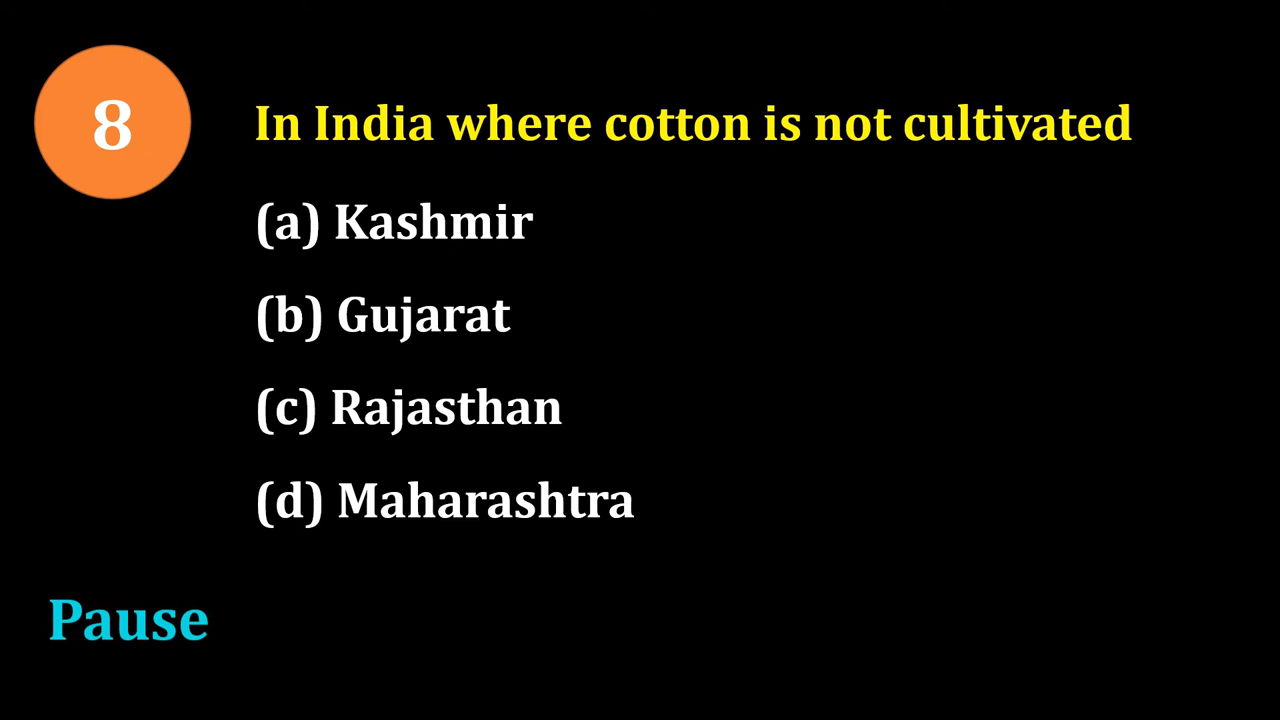 8
In India where cotton is not cultivated
(a) Kashmir
(b) Gujarat
(c) Rajasthan
(d) Maharashtra
Pause